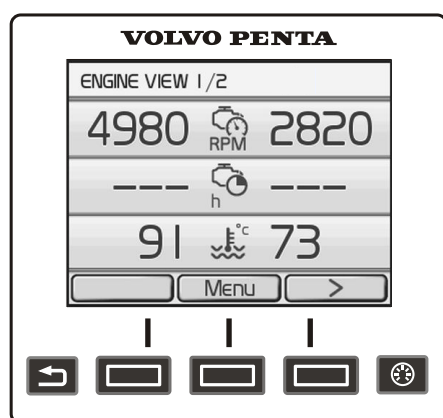 VOLVO PENTA
ENGINE VIEW 1/2
4980 RPM 2820
--- h ---
91 °c 73
Menu >